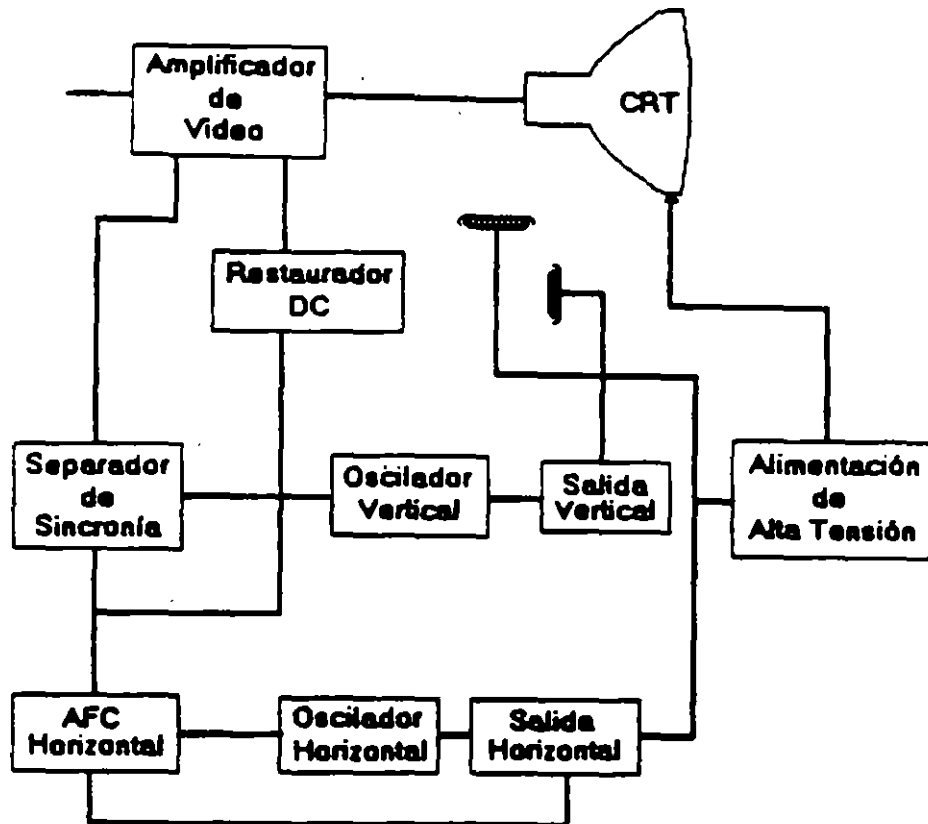 Amplificador
de
Video
CRT
Restaurador
DC
Separador
de
Sincronía
Oscilador
Vertical
Salida
Vertical
Alimentación
de
Alta Tensión
AFC
Horizontal
Oscilador
Horizontal
Salida
Horizontal